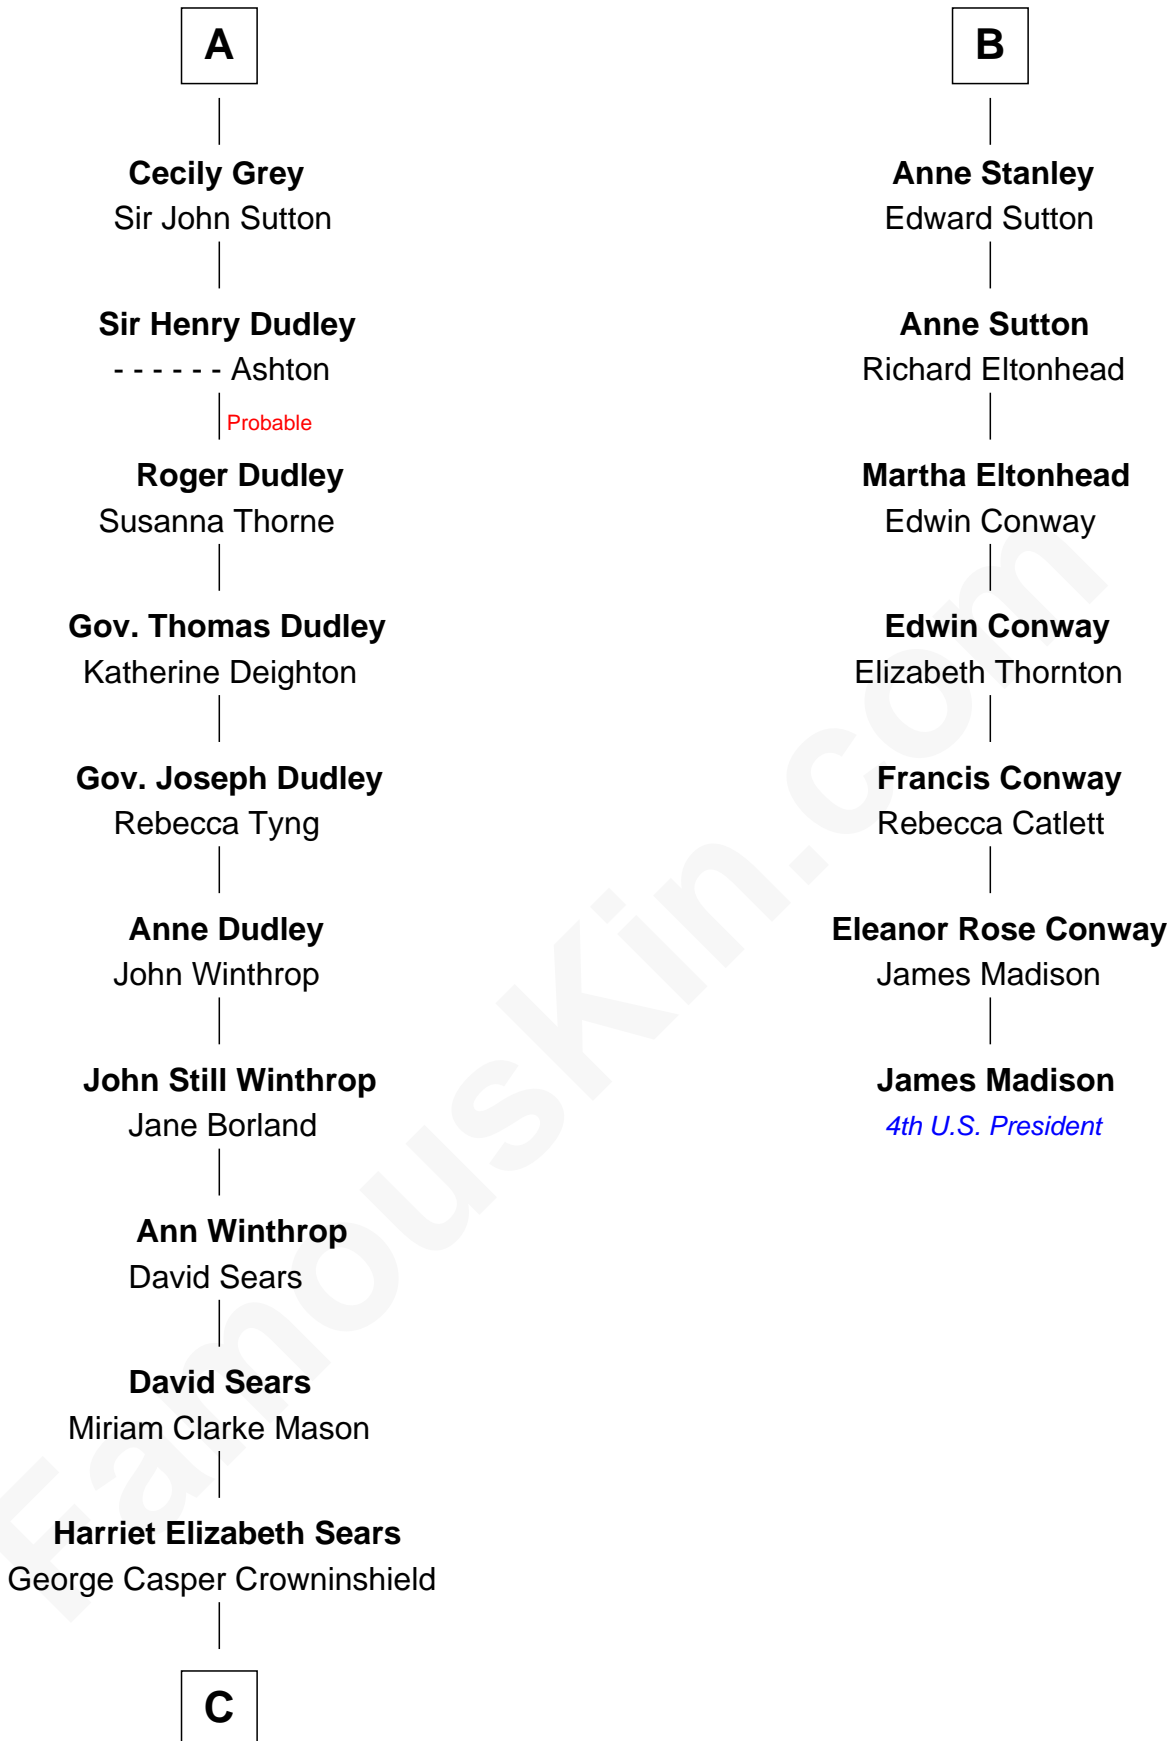 A
Cecily Grey
Sir John Sutton
Sir Henry Dudley
- - - - - - Ashton
Probable
Roger Dudley
Susanna Thorne
Gov. Thomas Dudley
Katherine Deighton
Gov. Joseph Dudley
Rebecca Tyng
Anne Dudley
John Winthrop
John Still Winthrop
Jane Borland
Ann Winthrop
David Sears
David Sears
Miriam Clarke Mason
Harriet Elizabeth Sears
George Casper Crowninshield
C
B
Anne Stanley
Edward Sutton
Anne Sutton
Richard Eltonhead
Martha Eltonhead
Edwin Conway
Edwin Conway
Elizabeth Thornton
Francis Conway
Rebecca Catlett
Eleanor Rose Conway
James Madison
James Madison
4th U.S. President
FamousKin.com